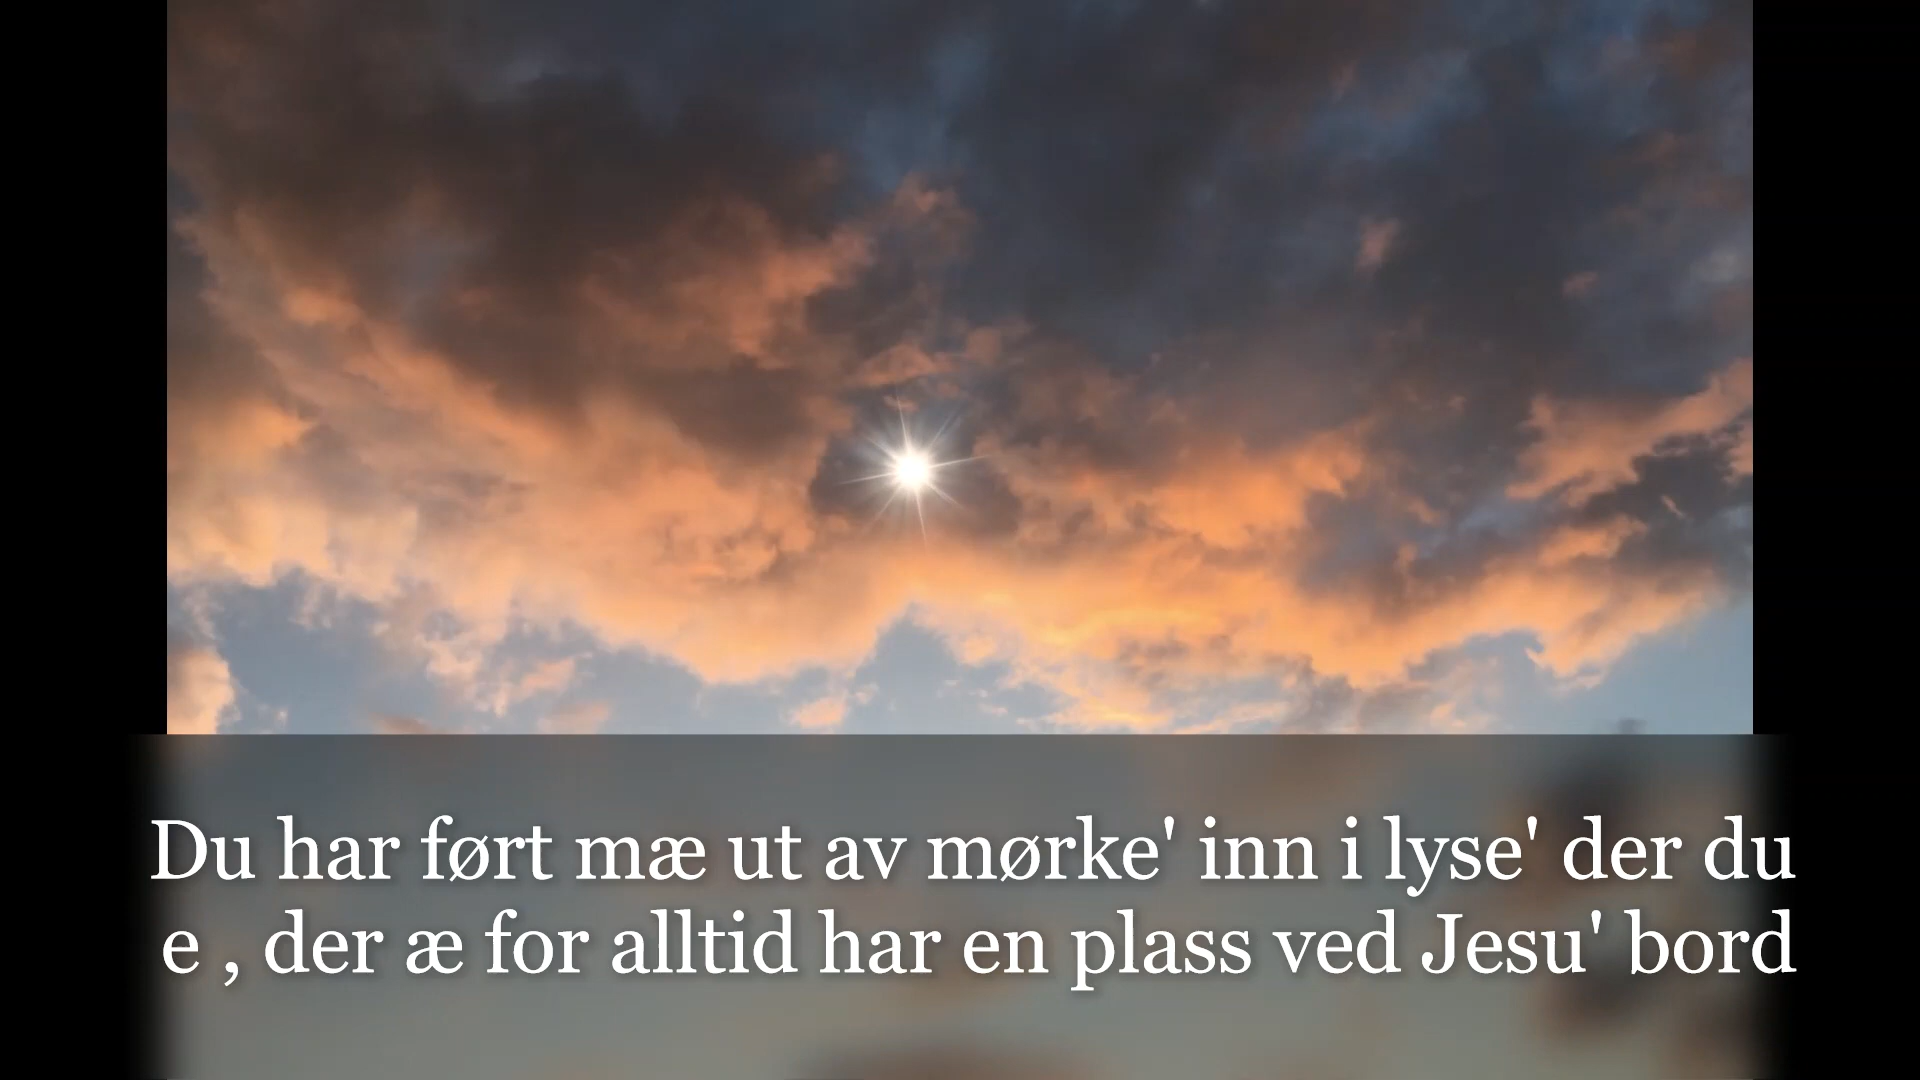 Du har ført mæ ut av mørke' inn i lyse' der du
e , der æ for alltid har en plass ved Jesu' bord